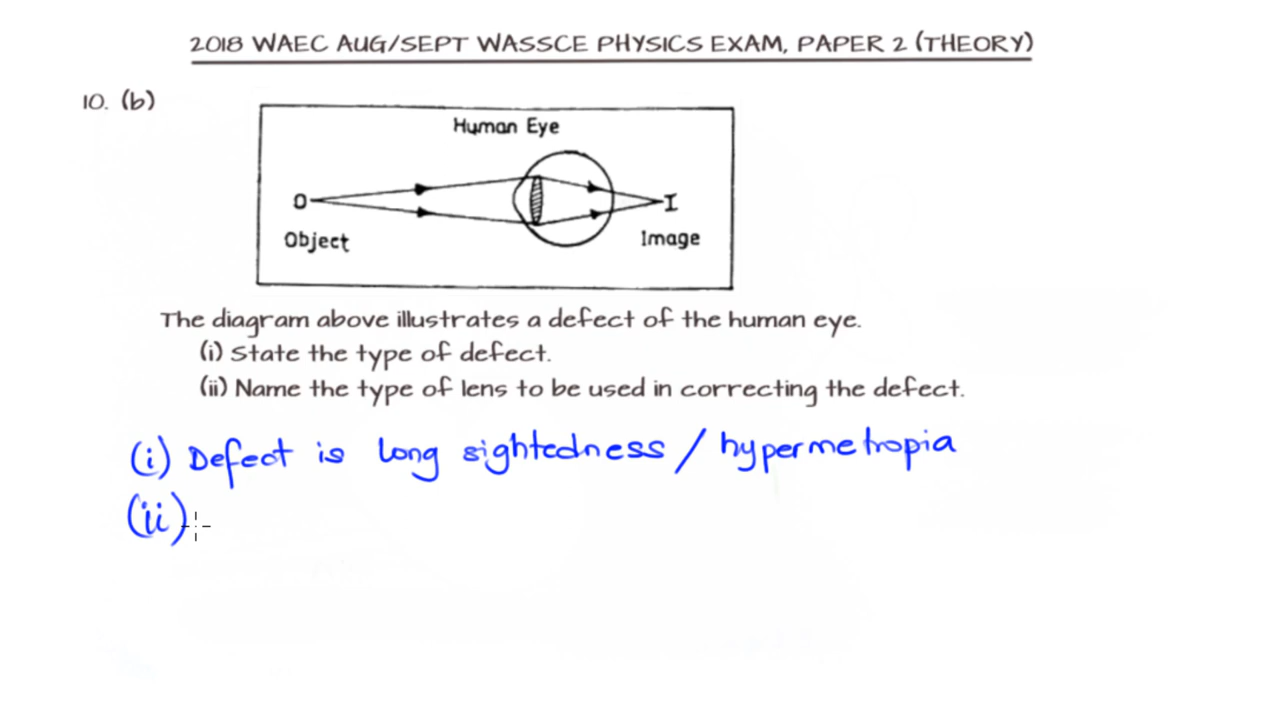 2018 WAEC AUG/SEPT WASSCE PHYSICS EXAM, PAPER 2 (THEORY)
10. (b)
Human Eye
O I
Object Image
The diagram above illustrates a defect of the human eye.
(i) State the type of defect.
(ii) Name the type of lens to be used in correcting the defect.
(i) Defect is long sightedness / hypermetropia
(ii)